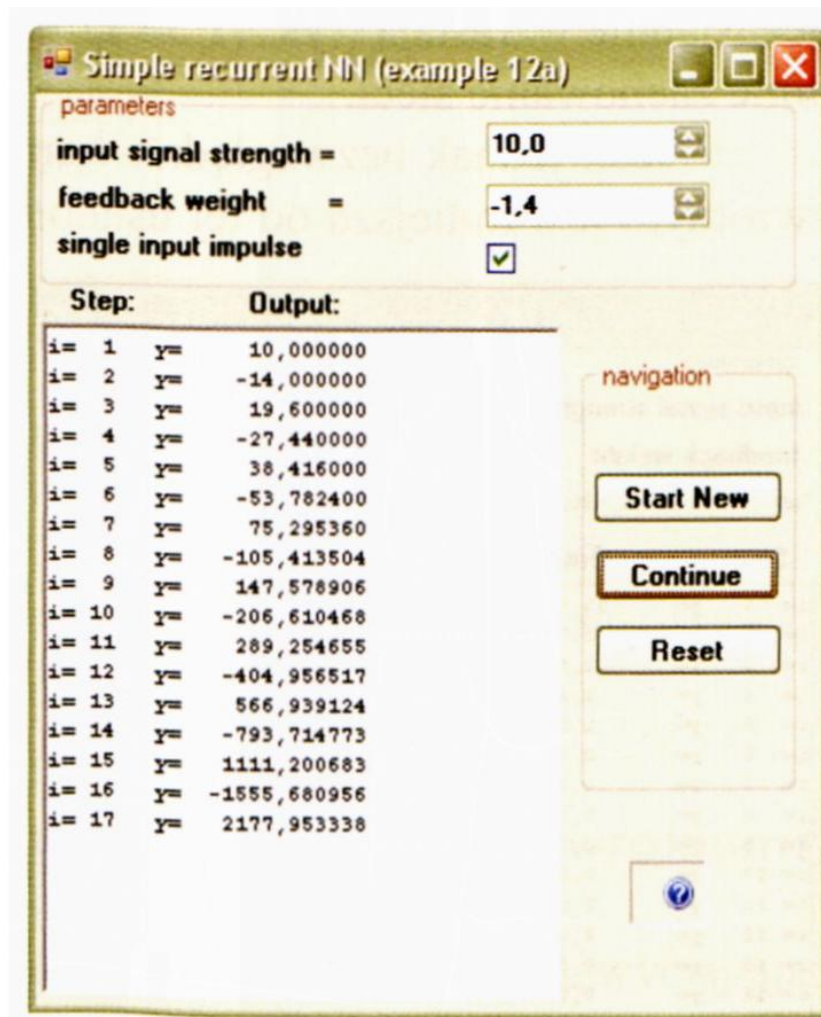 Simple recurrent NN (example 12a)
parameters
input signal strength = 10,0
feedback weight = -1,4
single input impulse
Step: Output:
i= 1 y= 10,000000
i= 2 y= -14,000000
i= 3 y= 19,600000
i= 4 y= -27,440000
i= 5 y= 38,416000
i= 6 y= -53,782400
i= 7 y= 75,295360
i= 8 y= -105,413504
i= 9 y= 147,578906
i= 10 y= -206,610468
i= 11 y= 289,254655
i= 12 y= -404,956517
i= 13 y= 566,939124
i= 14 y= -793,714773
i= 15 y= 1111,200683
i= 16 y= -1555,680956
i= 17 y= 2177,953338
navigation
Start New
Continue
Reset
?